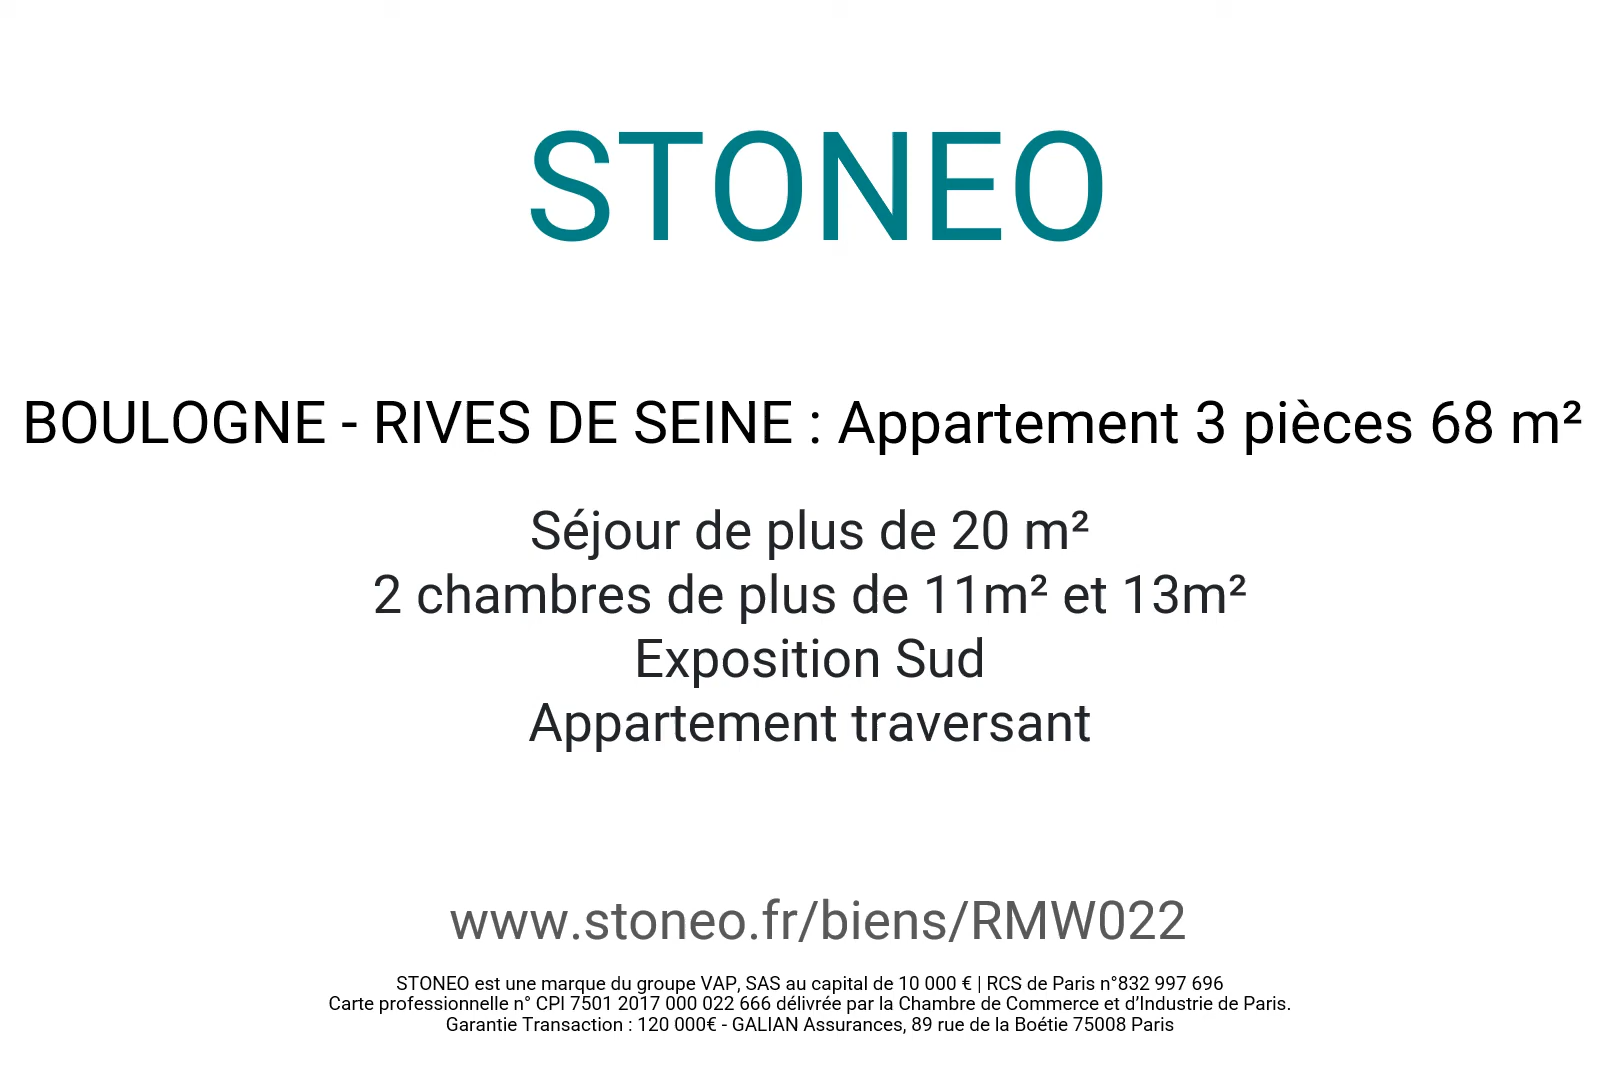 STONEO
BOULOGNE - RIVES DE SEINE : Appartement 3 pièces 68 m²
Séjour de plus de 20 m²
2 chambres de plus de 11m² et 13m²
Exposition Sud
Appartement traversant
www.stoneo.fr/biens/RMW022
STONEO est une marque du groupe VAP, SAS au capital de 10 000 € | RCS de Paris n°832 997 696
Carte professionnelle n° CPI 7501 2017 000 022 666 délivrée par la Chambre de Commerce et d’Industrie de Paris.
Garantie Transaction : 120 000€ - GALIAN Assurances, 89 rue de la Boétie 75008 Paris